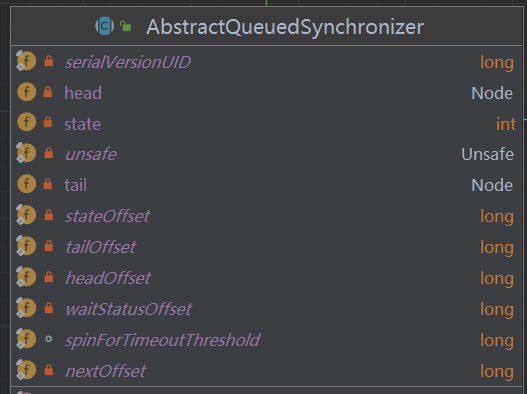 AbstractQueuedSynchronizer
serialVersionUID long
head Node
state int
unsafe Unsafe
tail Node
stateOffset long
tailOffset long
headOffset long
waitStatusOffset long
spinForTimeoutThreshold long
nextOffset long